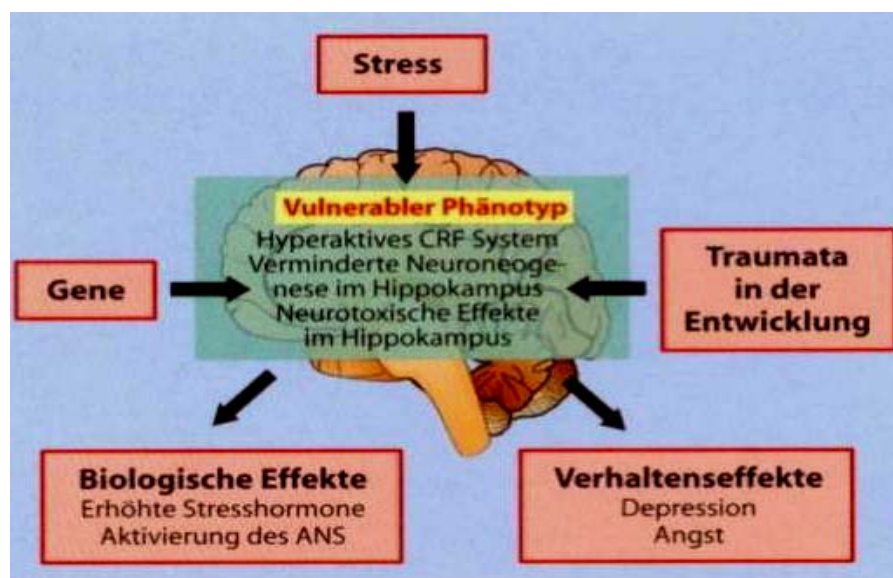 Stress
Vulnerabler Phänotyp
Hyperaktives CRF System
Verminderte Neuroneoge-
nese im Hippokampus
Neurotoxische Effekte
im Hippokampus
Gene
Traumata
in der
Entwicklung
Biologische Effekte
Erhöhte Stresshormone
Aktivierung des ANS
Verhaltenseffekte
Depression
Angst